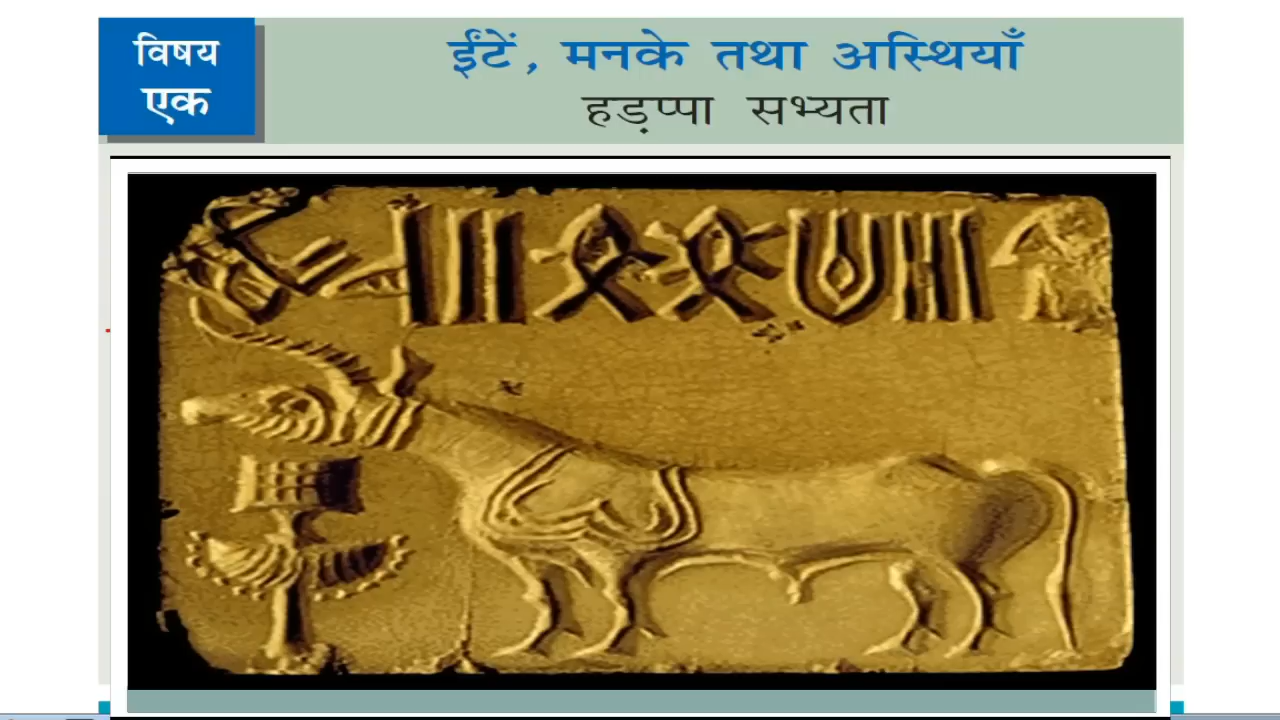 विषय
एक
ईंटें, मनके तथा अस्थियाँ
हड़प्पा सभ्यता